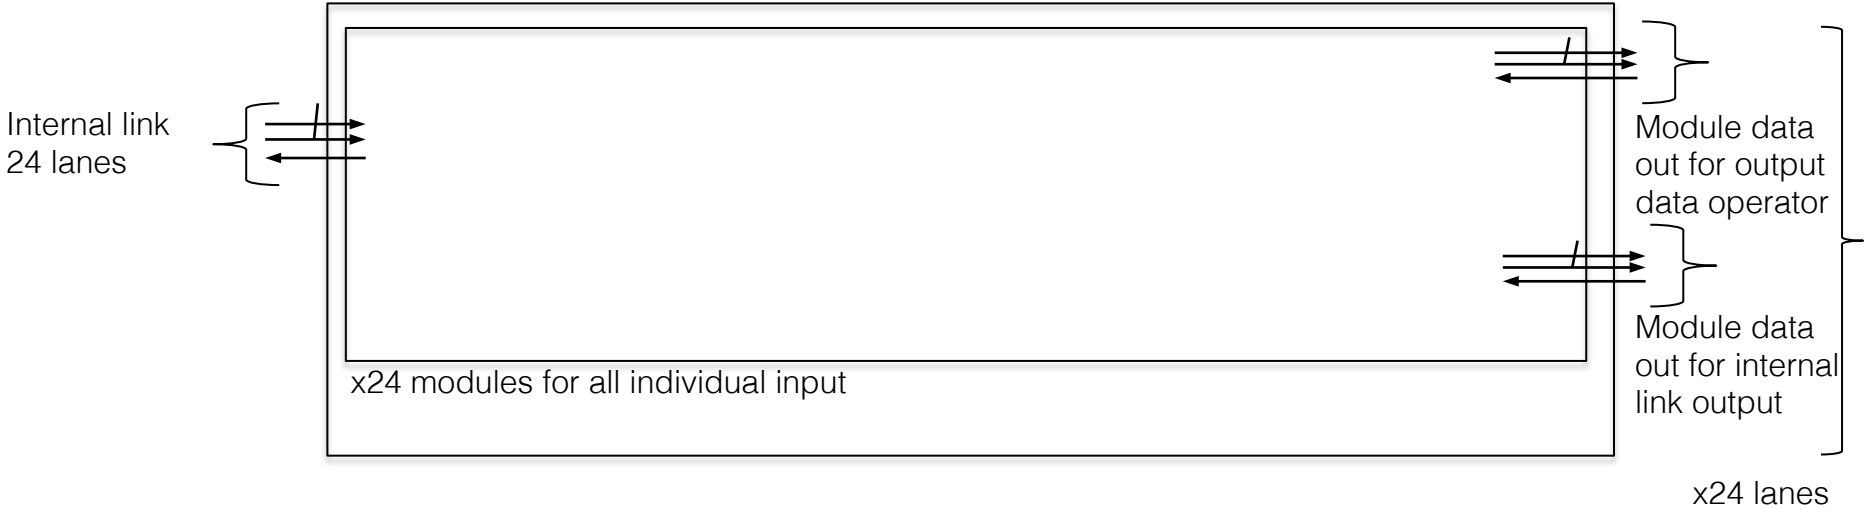 Internal link
24 lanes
Module data
out for output
data operator
Module data
out for internal
link output
x24 modules for all individual input
x24 lanes